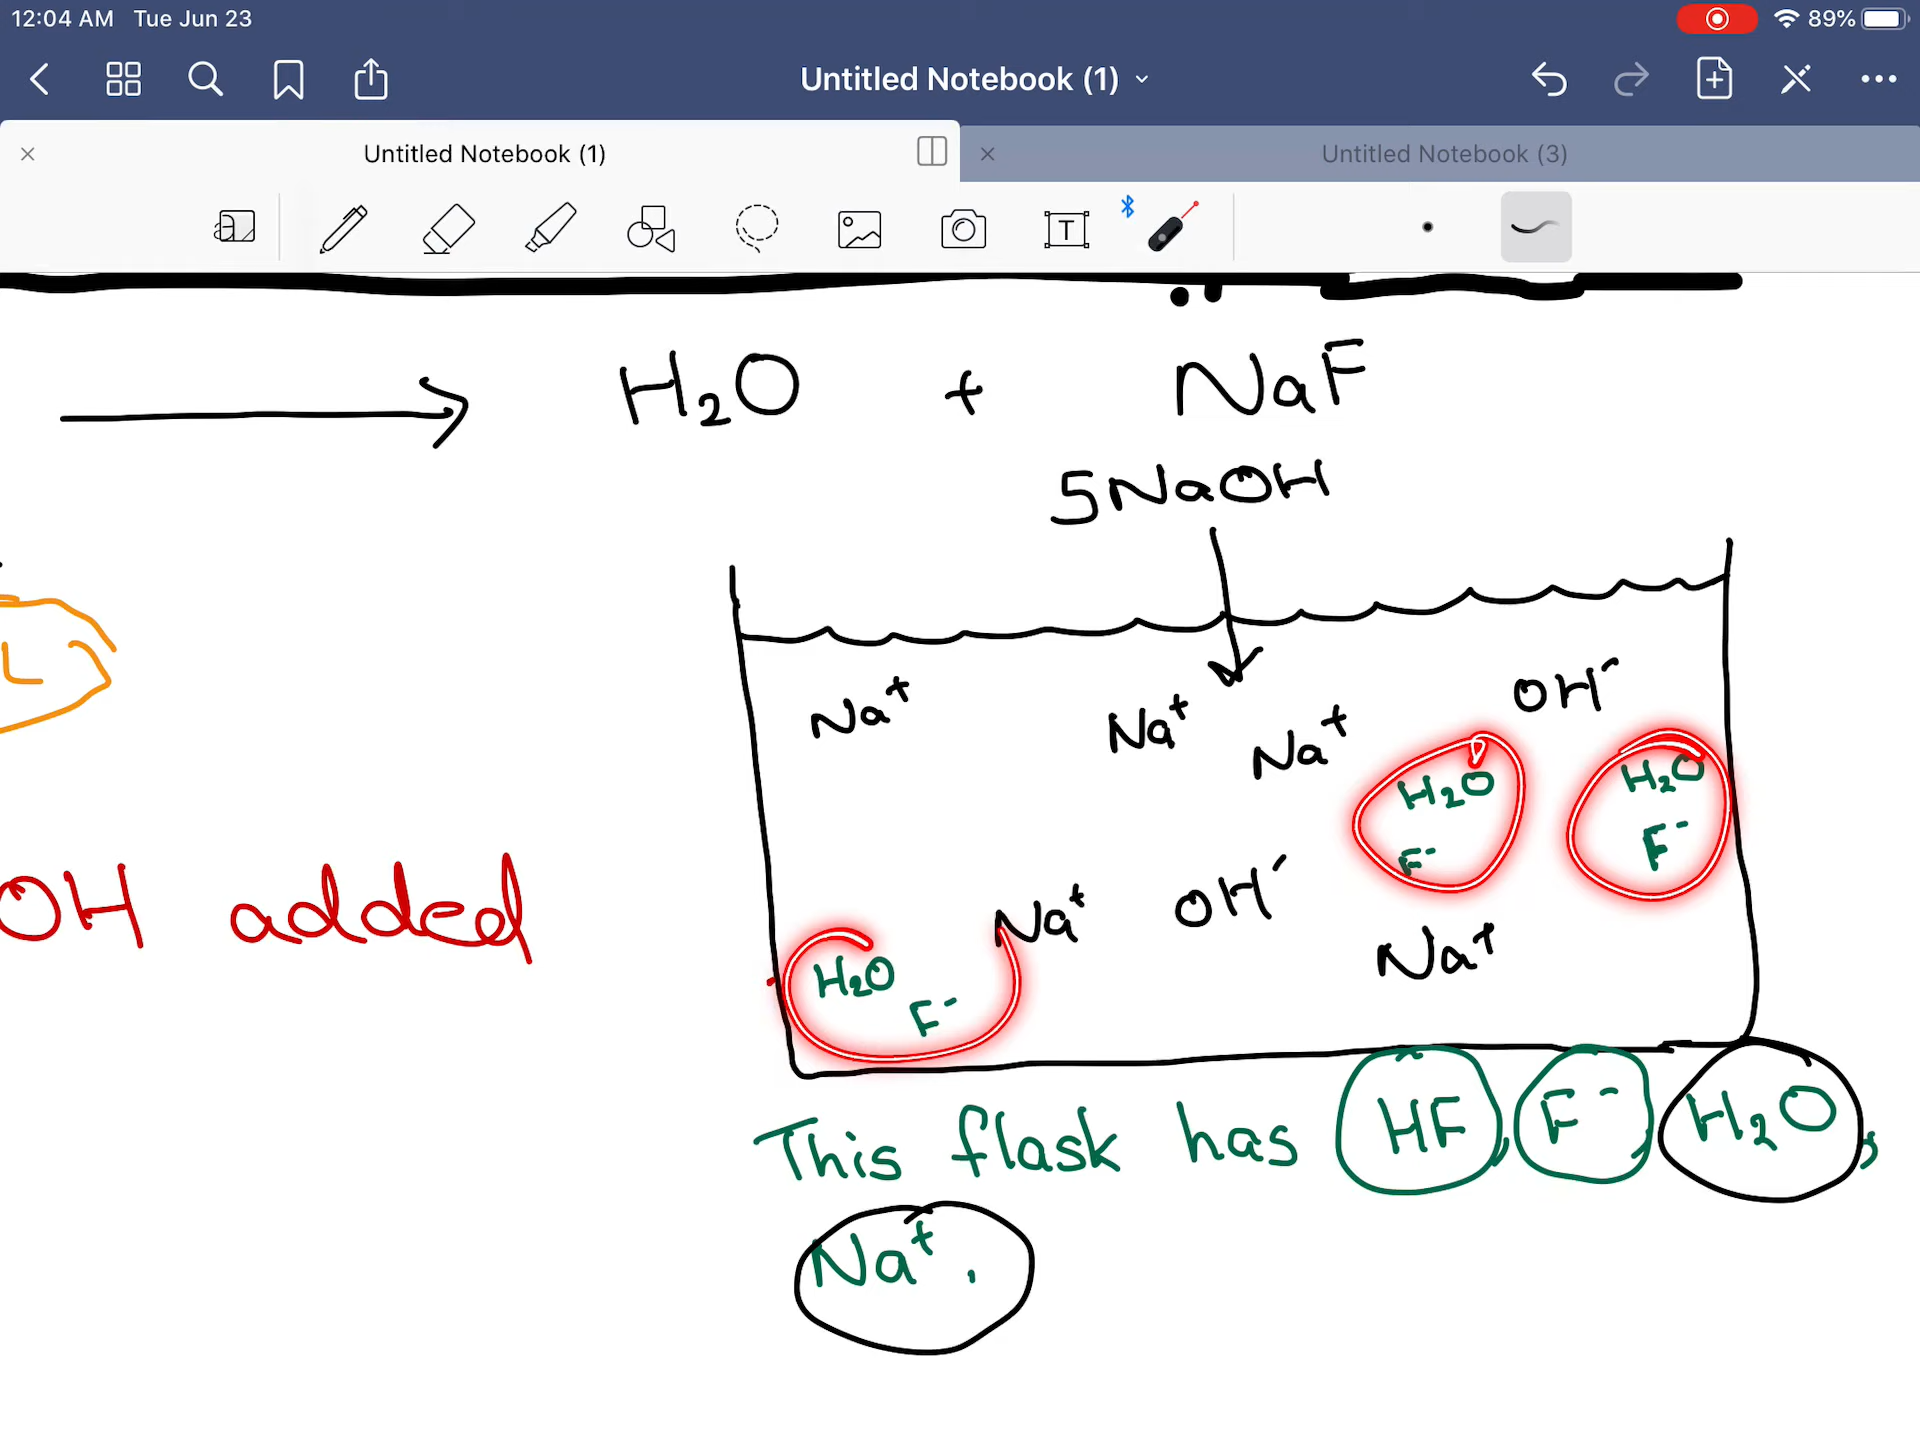 12:04 AM Tue Jun 23 89%
Untitled Notebook (1)
Untitled Notebook (1) Untitled Notebook (3)
T
H₂O + NaF
5NaOH
L
Na⁺ Na⁺ Na⁺ OH⁻
H₂O H₂O
F⁻ F⁻
OH added
Na⁺ OH⁻ Na⁺
H₂O F⁻
This flask has HF, F⁻ H₂O,
Na⁺.